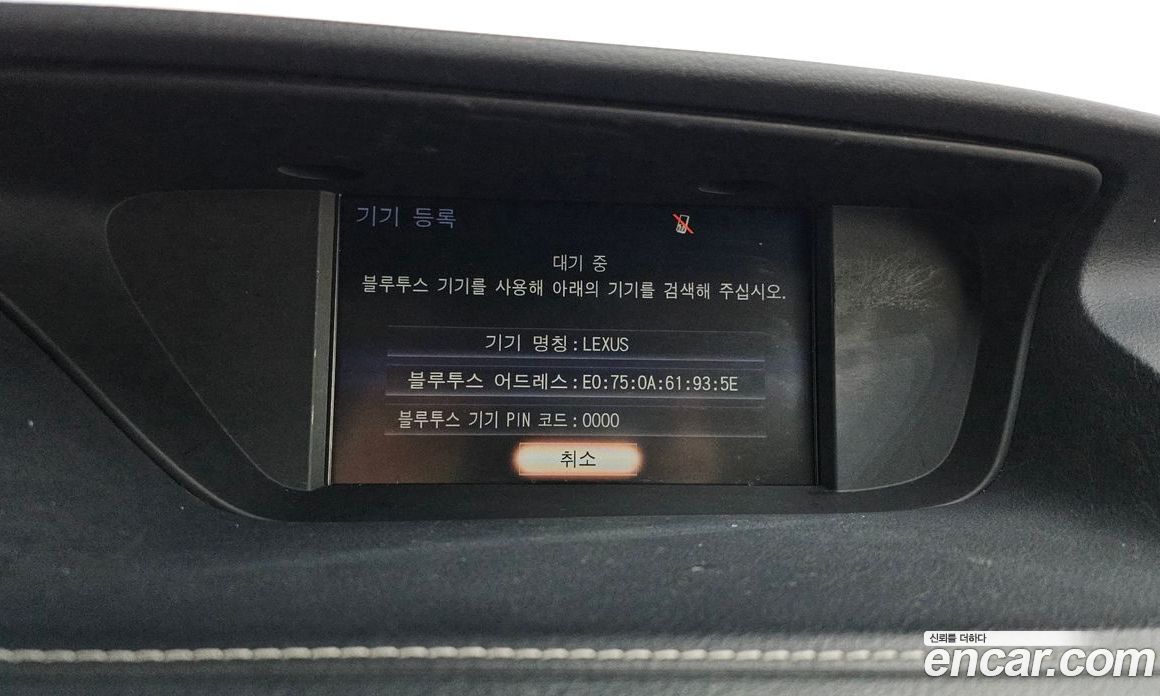 기기 등록
대기 중
블루투스 기기를 사용해 아래의 기기를 검색해 주십시오.
기기 명칭:LEXUS
블루투스 어드레스:E0:75:0A:61:93:5E
블루투스 기기 PIN 코드:0000
취소
신뢰를 더하다
encar.com